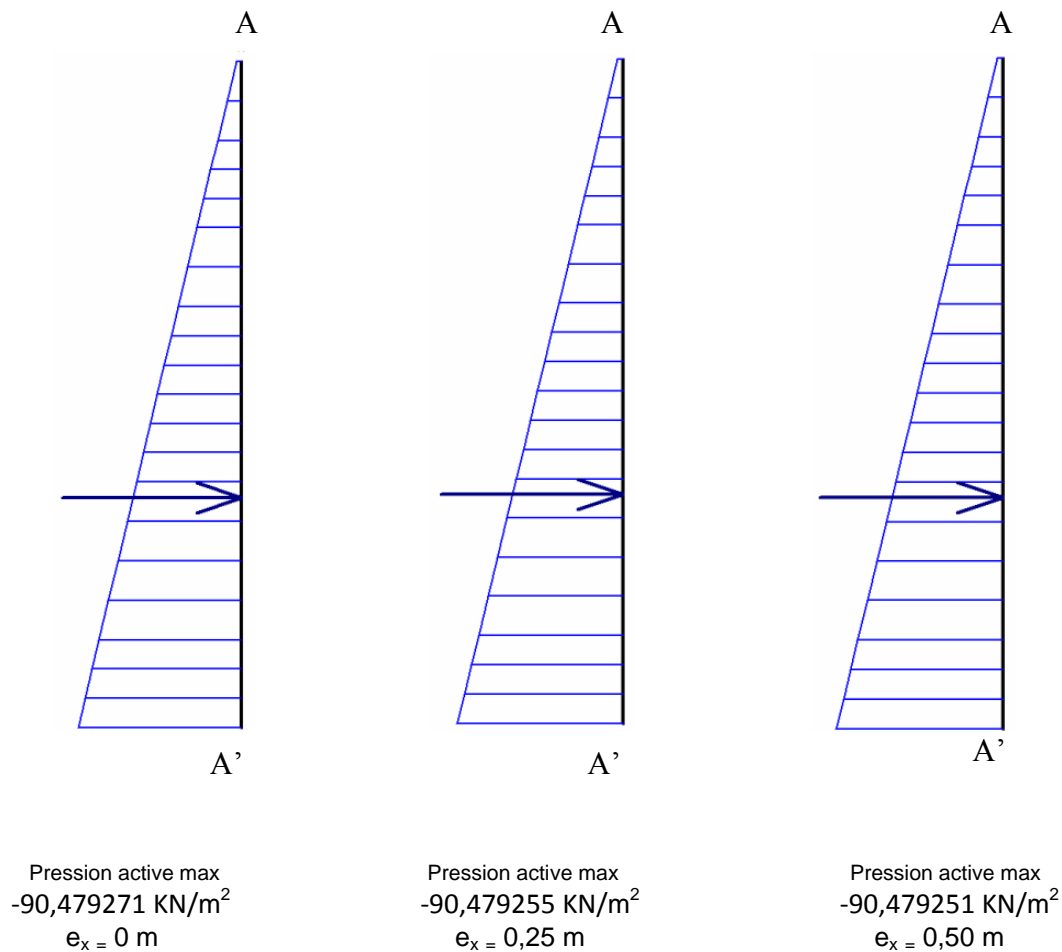 A
A
A
A’
A’
A’
Pression active max
-90,479271 KN/m²
eₓ = 0 m
Pression active max
-90,479255 KN/m²
eₓ = 0,25 m
Pression active max
-90,479251 KN/m²
eₓ = 0,50 m